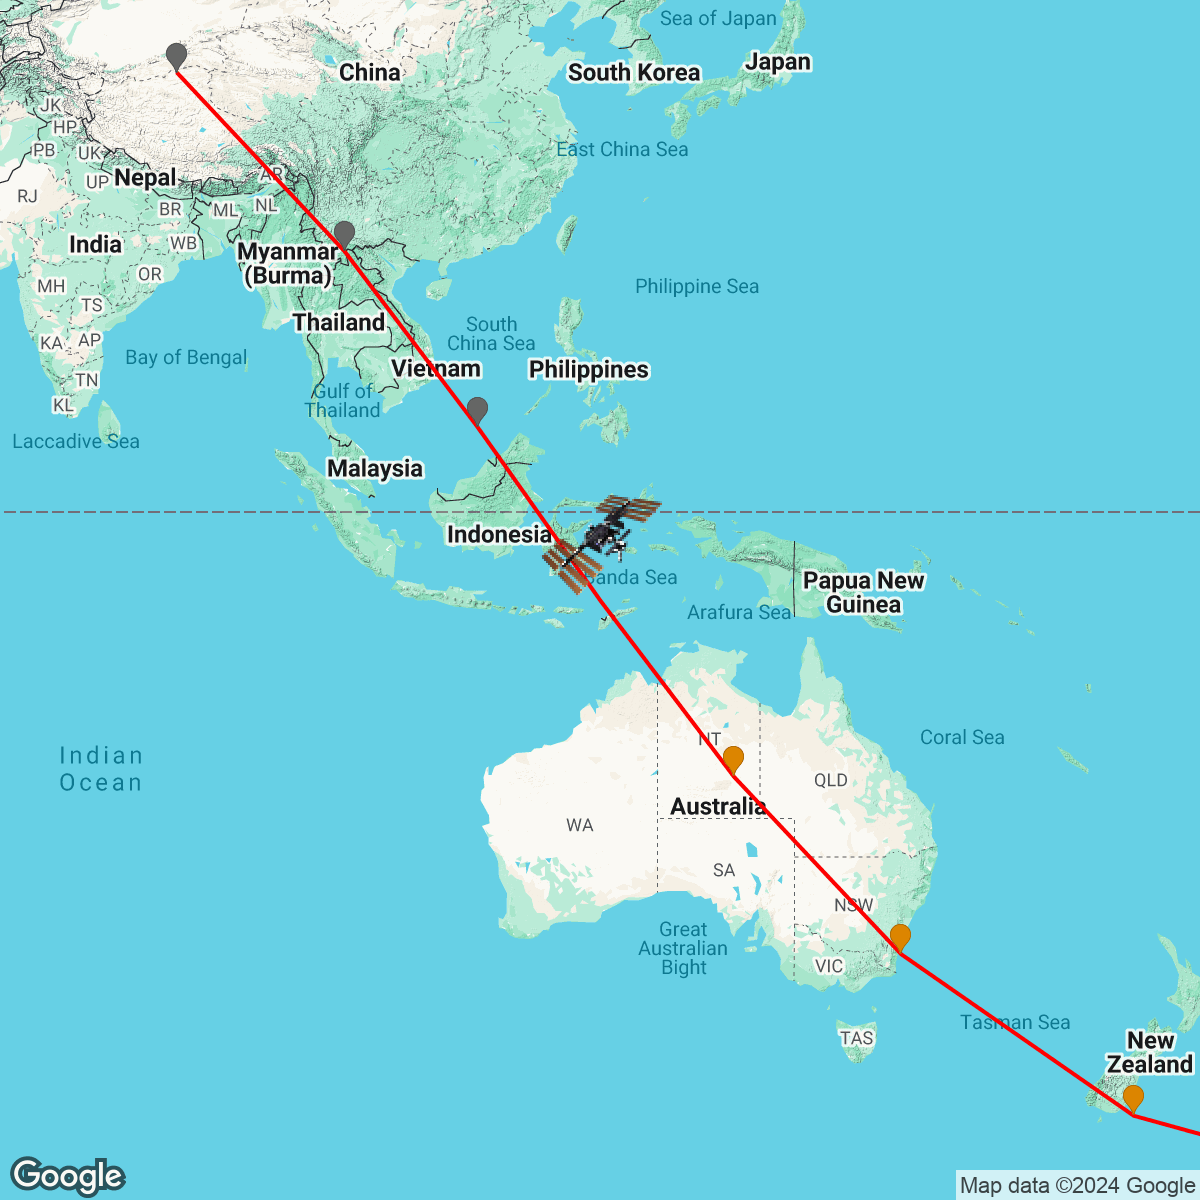 Sea of Japan
Japan
China
South Korea
JK
HP
PB
UK
East China Sea
Nepal
UP
AR
RJ
BR
ML
NL
India
WB
Myanmar
(Burma)
OR
MH
TS
Philippine Sea
Thailand
South
China Sea
KA
AP
Bay of Bengal
Vietnam
Philippines
TN
Gulf of
Thailand
KL
Laccadive Sea
Malaysia
Indonesia
Banda Sea
Papua New
Guinea
Arafura Sea
NT
Coral Sea
Indian
Ocean
QLD
Australia
WA
SA
NSW
Great
Australian
Bight
VIC
Tasman Sea
TAS
New
Zealand
Google
Map data ©2024 Google